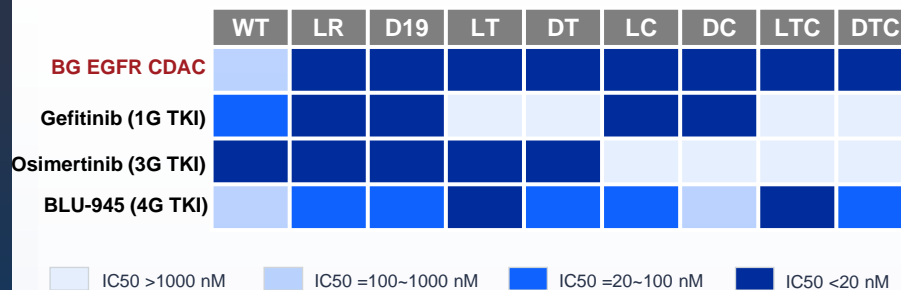 WT LR D19 LT DT LC DC LTC DTC
BG EGFR CDAC
Gefitinib (1G TKI)
Osimertinib (3G TKI)
BLU-945 (4G TKI)
IC50 >1000 nM IC50 =100~1000 nM IC50 =20~100 nM IC50 <20 nM